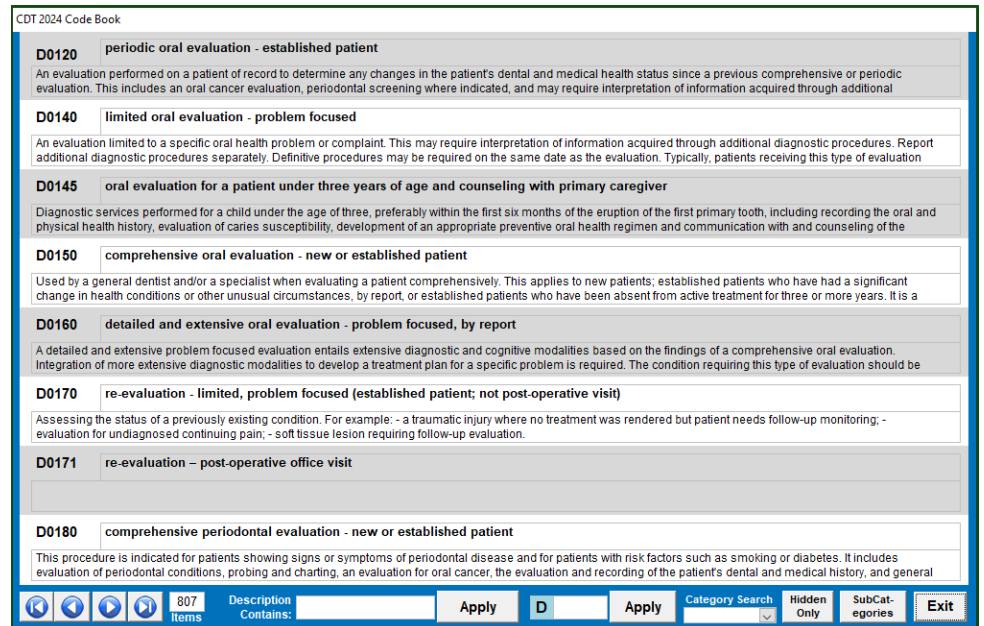 CDT 2024 Code Book
D0120 periodic oral evaluation - established patient
An evaluation performed on a patient of record to determine any changes in the patient's dental and medical health status since a previous comprehensive or periodic
evaluation. This includes an oral cancer evaluation, periodontal screening where indicated, and may require interpretation of information acquired through additional
D0140 limited oral evaluation - problem focused
An evaluation limited to a specific oral health problem or complaint. This may require interpretation of information acquired through additional diagnostic procedures. Report
additional diagnostic procedures separately. Definitive procedures may be required on the same date as the evaluation. Typically, patients receiving this type of evaluation
D0145 oral evaluation for a patient under three years of age and counseling with primary caregiver
Diagnostic services performed for a child under the age of three, preferably within the first six months of the eruption of the first primary tooth, including recording the oral and
physical health history, evaluation of caries susceptibility, development of an appropriate preventive oral health regimen and communication with and counseling of the
D0150 comprehensive oral evaluation - new or established patient
Used by a general dentist and/or a specialist when evaluating a patient comprehensively. This applies to new patients; established patients who have had a significant
change in health conditions or other unusual circumstances, by report, or established patients who have been absent from active treatment for three or more years. It is a
D0160 detailed and extensive oral evaluation - problem focused, by report
A detailed and extensive problem focused evaluation entails extensive diagnostic and cognitive modalities based on the findings of a comprehensive oral evaluation.
Integration of more extensive diagnostic modalities to develop a treatment plan for a specific problem is required. The condition requiring this type of evaluation should be
D0170 re-evaluation - limited, problem focused (established patient; not post-operative visit)
Assessing the status of a previously existing condition. For example: - a traumatic injury where no treatment was rendered but patient needs follow-up monitoring; -
evaluation for undiagnosed continuing pain; - soft tissue lesion requiring follow-up evaluation.
D0171 re-evaluation – post-operative office visit
D0180 comprehensive periodontal evaluation - new or established patient
This procedure is indicated for patients showing signs or symptoms of periodontal disease and for patients with risk factors such as smoking or diabetes. It includes
evaluation of periodontal conditions, probing and charting, an evaluation for oral cancer, the evaluation and recording of the patient's dental and medical history, and general
807
Items
Description
Contains:
Apply
D
Apply
Category Search
Hidden
Only
SubCat-
egories
Exit